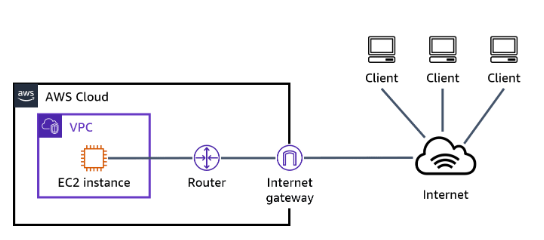 Client
Client
Client
aws
AWS Cloud
VPC
EC2 instance
Router
Internet
gateway
Internet